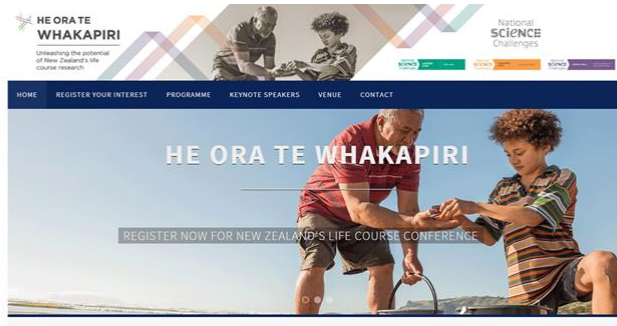 HE ORA TE
WHAKAPIRI
Unleashing the potential
of New Zealand's life
course research
National
SCIENCE
Challenges
HOME REGISTER YOUR INTEREST PROGRAMME KEYNOTE SPEAKERS VENUE CONTACT
HE ORA TE WHAKAPIRI
REGISTER NOW FOR NEW ZEALAND'S LIFE COURSE CONFERENCE